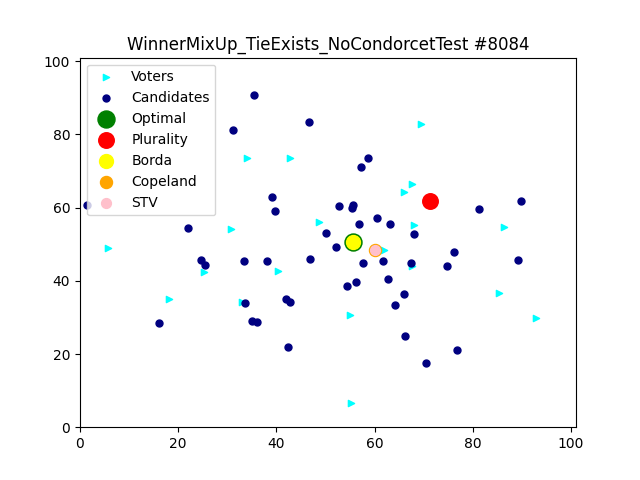 WinnerMixUp_TieExists_NoCondorcetTest #8084
Voters
Candidates
Optimal
Plurality
Borda
Copeland
STV
100
80
60
40
20
0
0 20 40 60 80 100